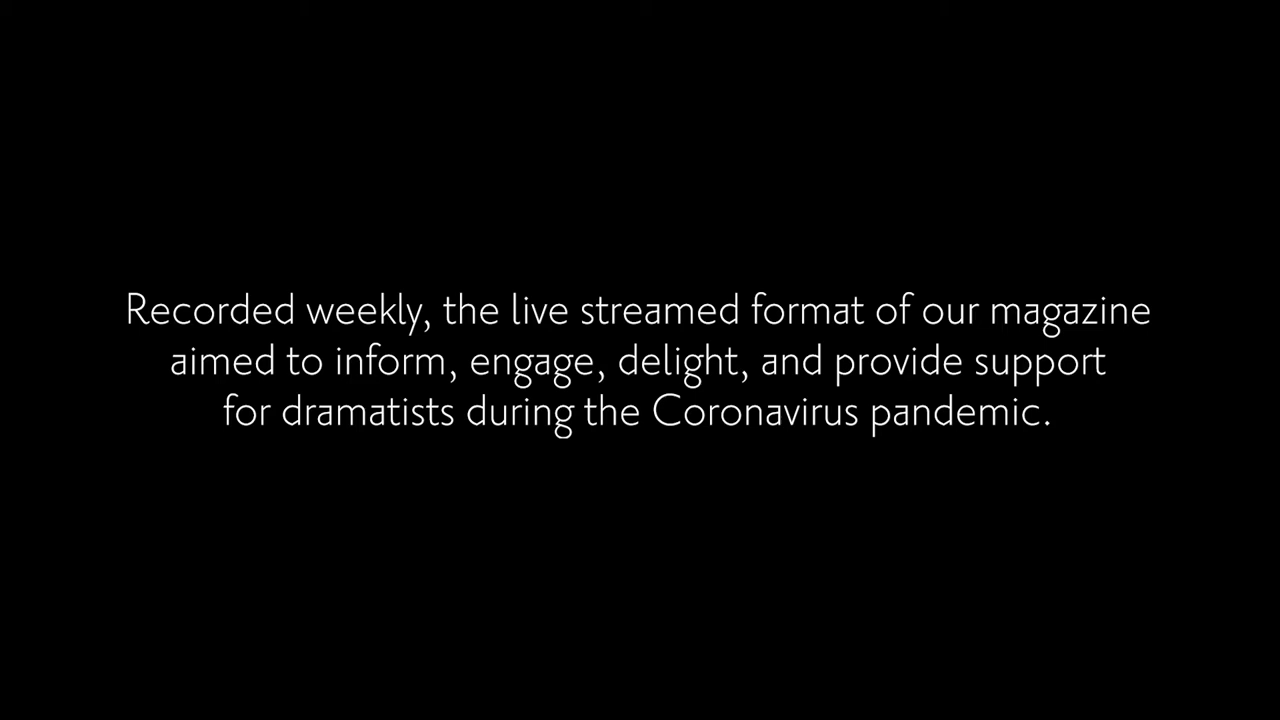 Recorded weekly, the live streamed format of our magazine
aimed to inform, engage, delight, and provide support
for dramatists during the Coronavirus pandemic.